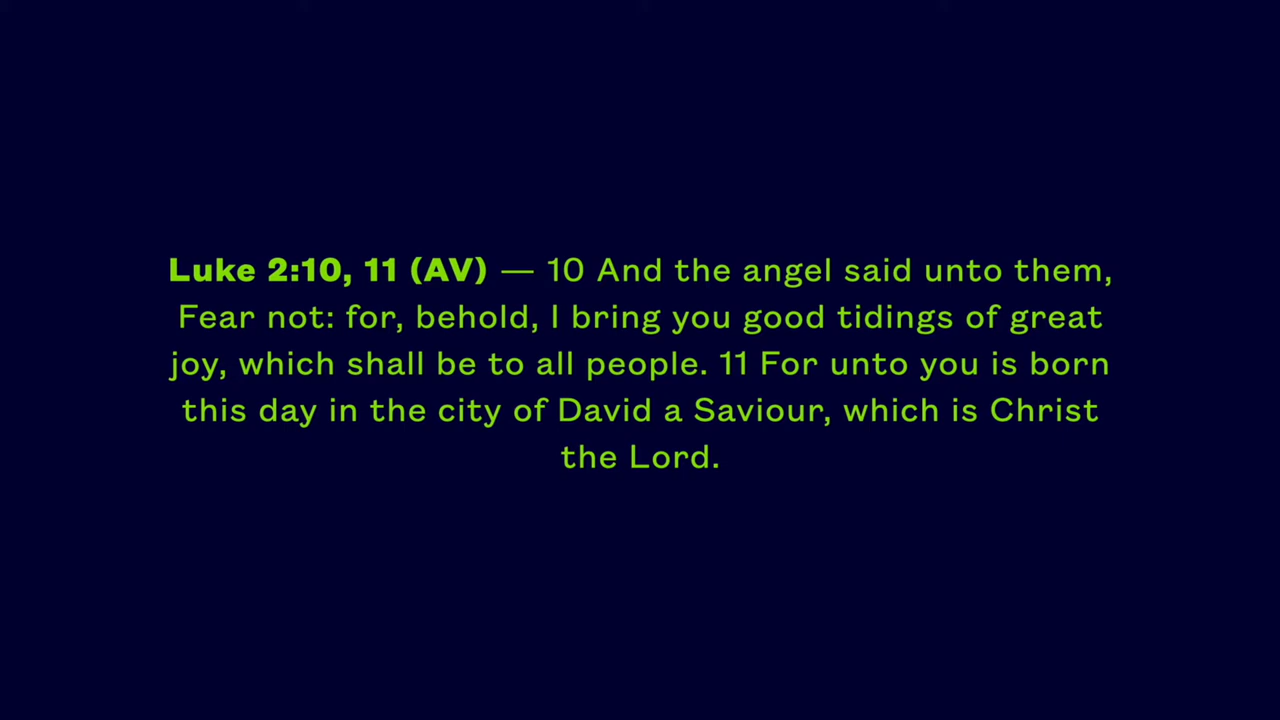 Luke 2:10, 11 (AV) — 10 And the angel said unto them,
Fear not: for, behold, I bring you good tidings of great
joy, which shall be to all people. 11 For unto you is born
this day in the city of David a Saviour, which is Christ
the Lord.